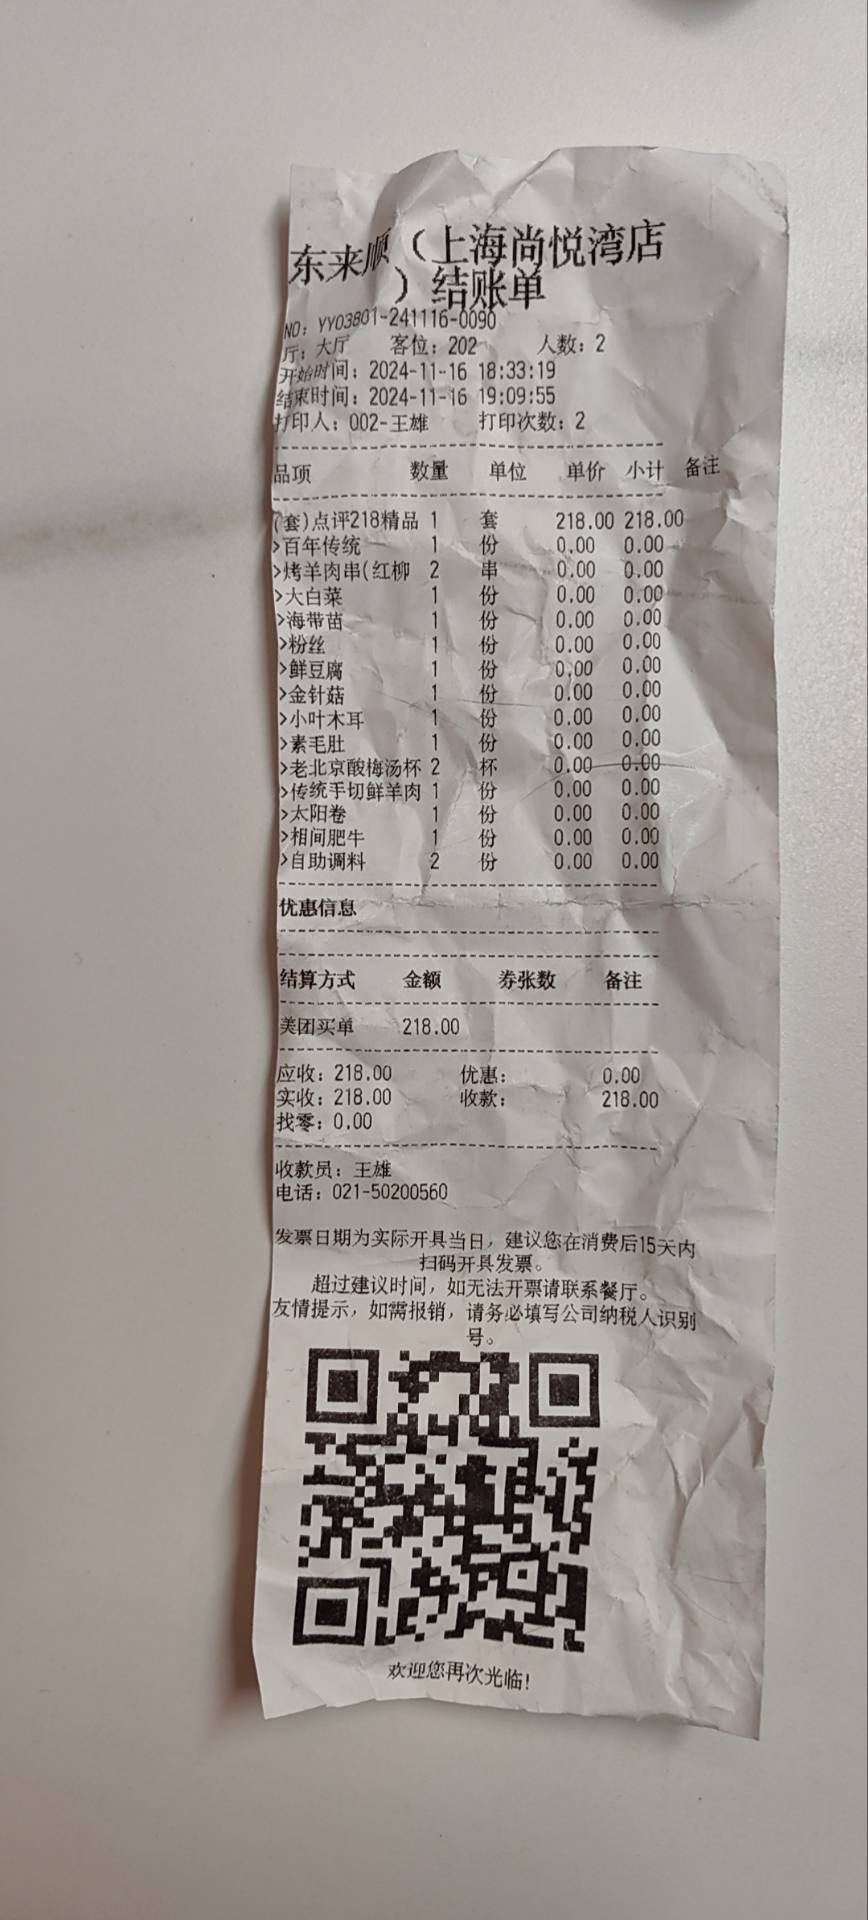 东来顺（上海尚悦湾店
）结账单
NO：YY03801-241116-0090
厅：大厅 客位：202 人数：2
开始时间：2024-11-16 18:33:19
结束时间：2024-11-16 19:09:55
打印人：002-王雄 打印次数：2
品项 数量 单位 单价 小计 备注
(套)点评218精品 1 套 218.00 218.00
>百年传统 1 份 0.00 0.00
>烤羊肉串(红柳 2 串 0.00 0.00
>大白菜 1 份 0.00 0.00
>海带苗 1 份 0.00 0.00
>粉丝 1 份 0.00 0.00
>鲜豆腐 1 份 0.00 0.00
>金针菇 1 份 0.00 0.00
>小叶木耳 1 份 0.00 0.00
>素毛肚 1 份 0.00 0.00
>老北京酸梅汤杯 2 杯 0.00 0.00
>传统手切鲜羊肉 1 份 0.00 0.00
>太阳卷 1 份 0.00 0.00
>相间肥牛 1 份 0.00 0.00
>自助调料 2 份 0.00 0.00
优惠信息
结算方式 金额 券张数 备注
美团买单 218.00
应收：218.00 优惠： 0.00
实收：218.00 收款： 218.00
找零：0.00
收款员：王雄
电话：021-50200560
发票日期为实际开具当日，建议您在消费后15天内
扫码开具发票。
超过建议时间，如无法开票请联系餐厅。
友情提示，如需报销，请务必填写公司纳税人识别
号。
欢迎您再次光临!